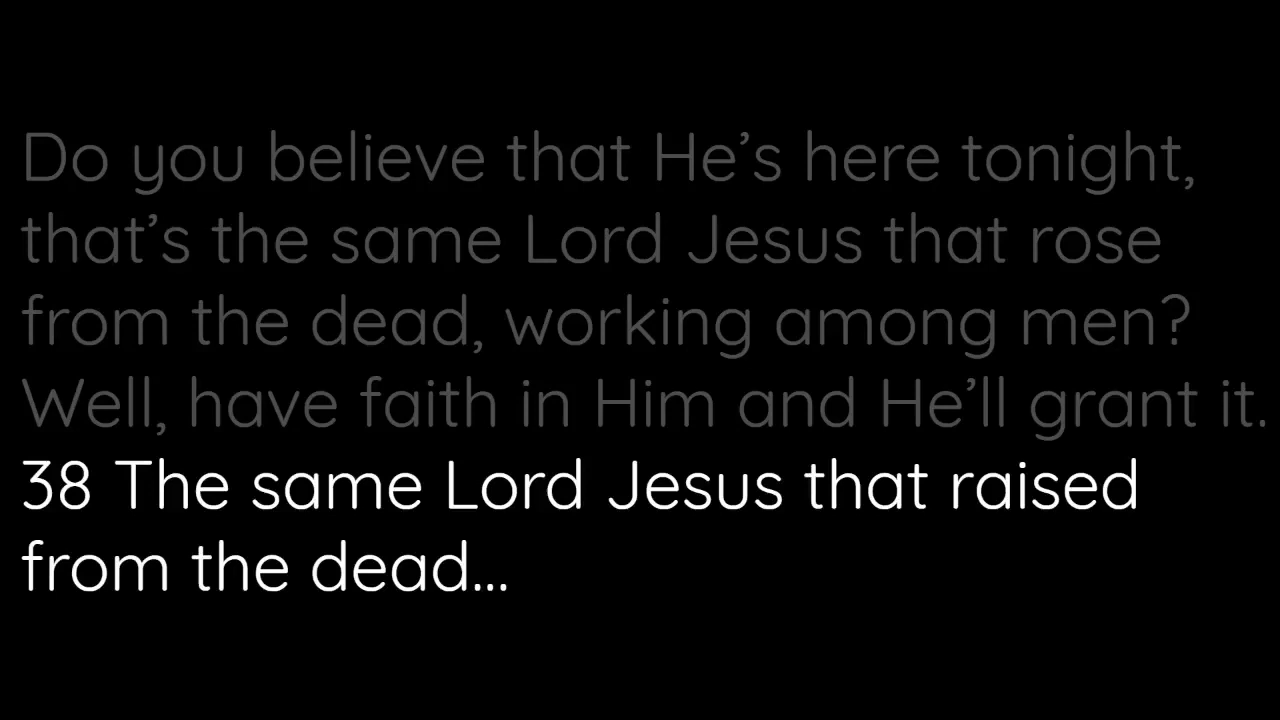 Do you believe that He’s here tonight,
that’s the same Lord Jesus that rose
from the dead, working among men?
Well, have faith in Him and He’ll grant it.
38 The same Lord Jesus that raised
from the dead...